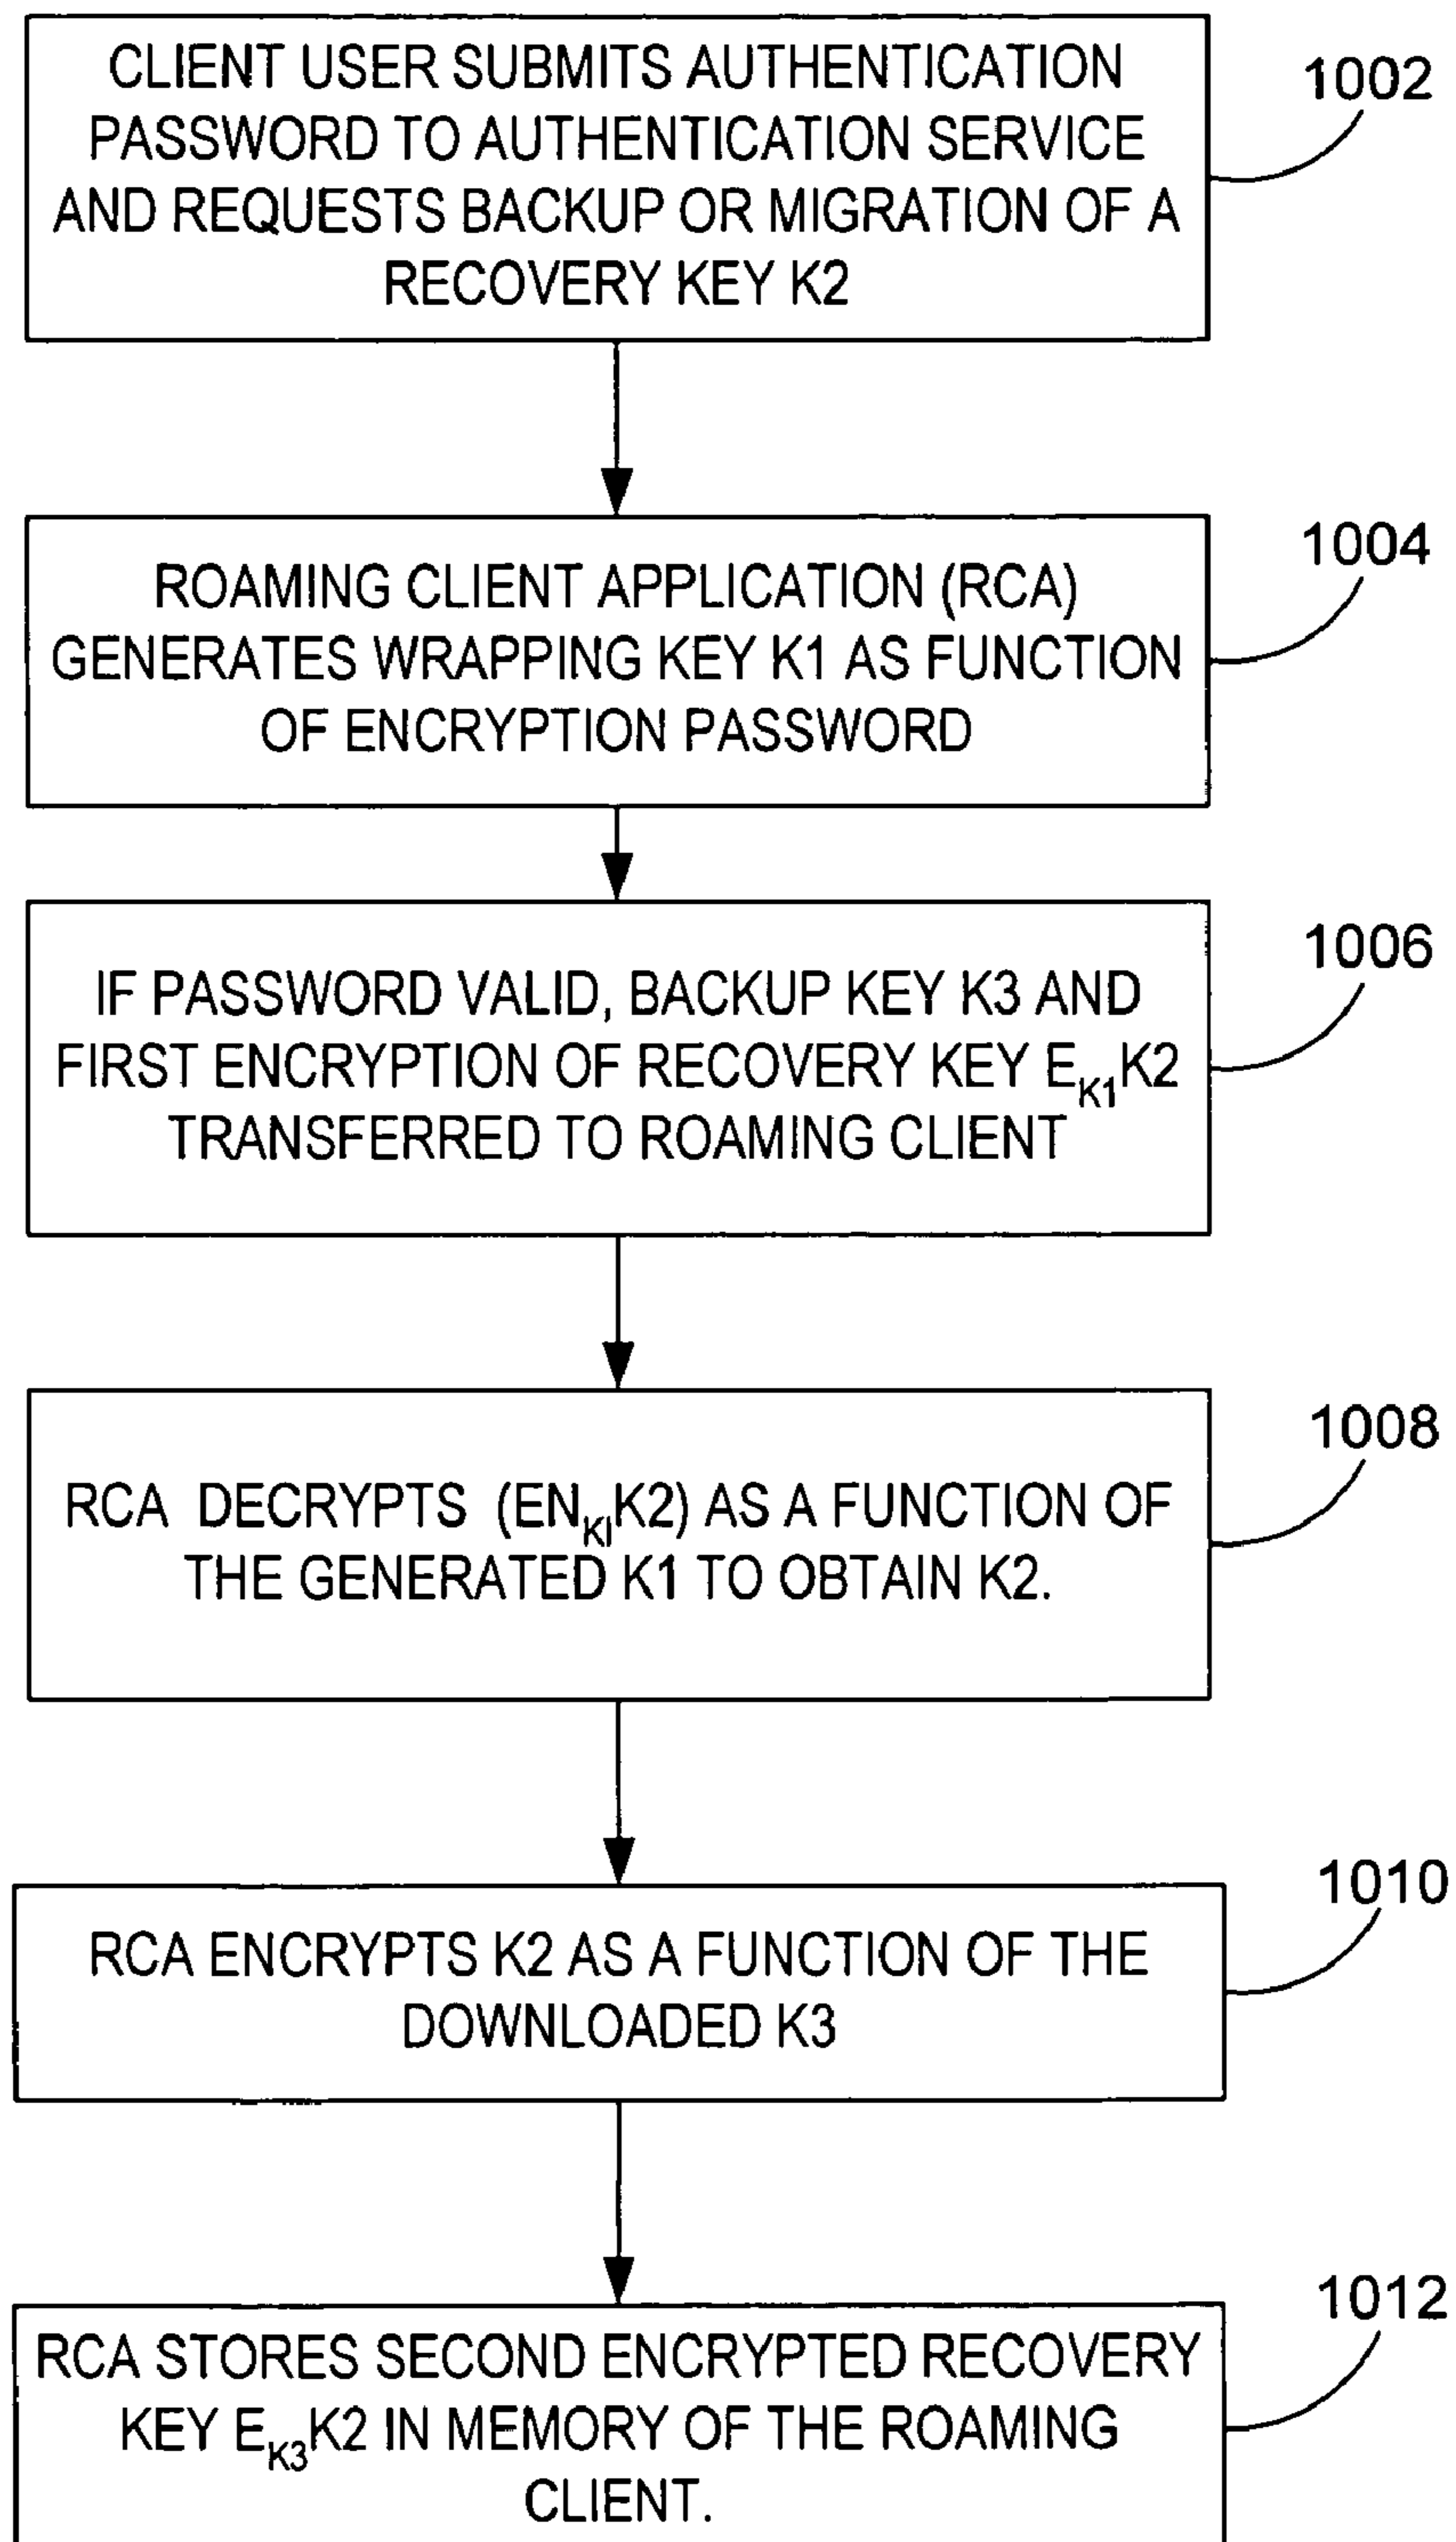 CLIENT USER SUBMITS AUTHENTICATION
PASSWORD TO AUTHENTICATION SERVICE
AND REQUESTS BACKUP OR MIGRATION OF A
RECOVERY KEY K2
1002
ROAMING CLIENT APPLICATION (RCA)
GENERATES WRAPPING KEY K1 AS FUNCTION
OF ENCRYPTION PASSWORD
1004
IF PASSWORD VALID, BACKUP KEY K3 AND
FIRST ENCRYPTION OF RECOVERY KEY E_K1K2
TRANSFERRED TO ROAMING CLIENT
1006
RCA DECRYPTS (EN_KIK2) AS A FUNCTION OF
THE GENERATED K1 TO OBTAIN K2.
1008
RCA ENCRYPTS K2 AS A FUNCTION OF THE
DOWNLOADED K3
1010
RCA STORES SECOND ENCRYPTED RECOVERY
KEY E_K3K2 IN MEMORY OF THE ROAMING
CLIENT.
1012